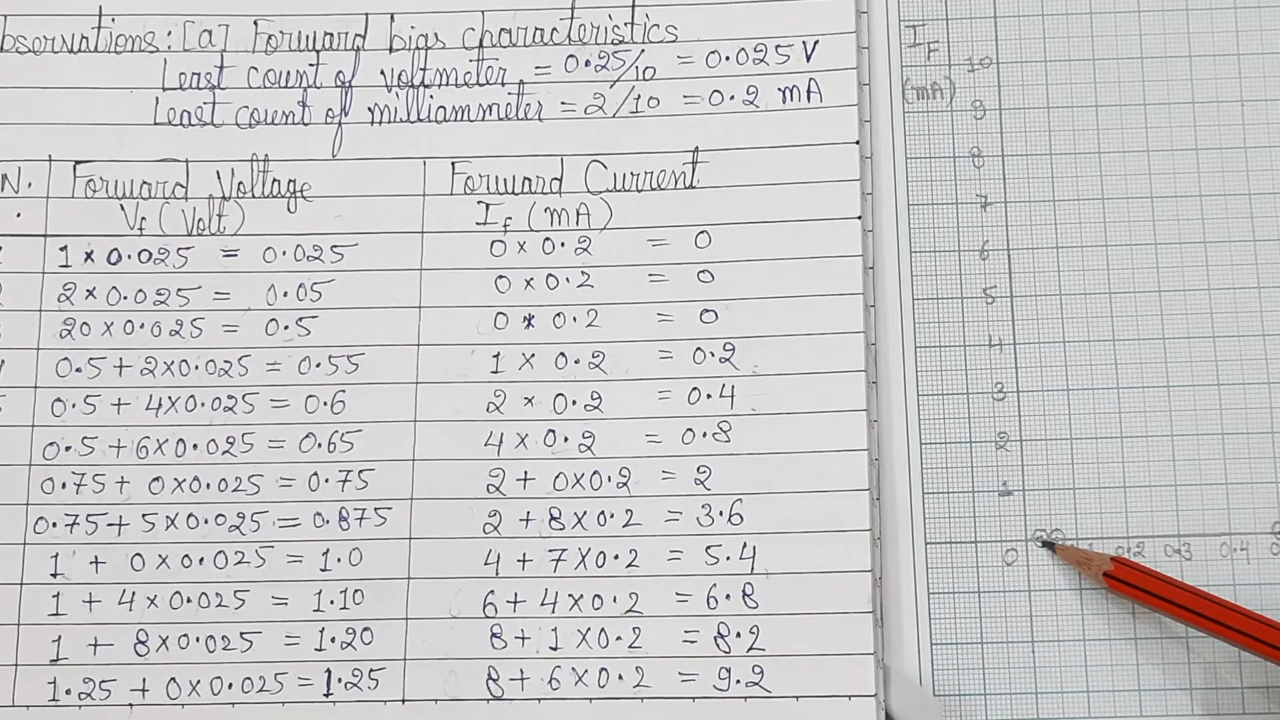 bservations: [a] Forward bias characteristics
Least count of voltmeter = 0.25/10 = 0.025 V
Least count of milliammeter = 2/10 = 0.2 mA
N. Forward Voltage Forward Current
. Vf (Volt) If (mA)
1 × 0.025 = 0.025 0 × 0.2 = 0
2 × 0.025 = 0.05 0 × 0.2 = 0
20 × 0.025 = 0.5 0 × 0.2 = 0
0.5 + 2×0.025 = 0.55 1 × 0.2 = 0.2
0.5 + 4×0.025 = 0.6 2 × 0.2 = 0.4
0.5 + 6×0.025 = 0.65 4 × 0.2 = 0.8
0.75 + 0×0.025 = 0.75 2 + 0×0.2 = 2
0.75 + 5×0.025 = 0.875 2 + 8×0.2 = 3.6
1 + 0×0.025 = 1.0 4 + 7×0.2 = 5.4
1 + 4×0.025 = 1.10 6 + 4×0.2 = 6.8
1 + 8×0.025 = 1.20 8 + 1×0.2 = 8.2
1.25 + 0×0.025 = 1.25 8 + 6×0.2 = 9.2
IF
(mA)
10
9
8
7
6
5
4
3
2
1
0 0.2 0.3 0.4